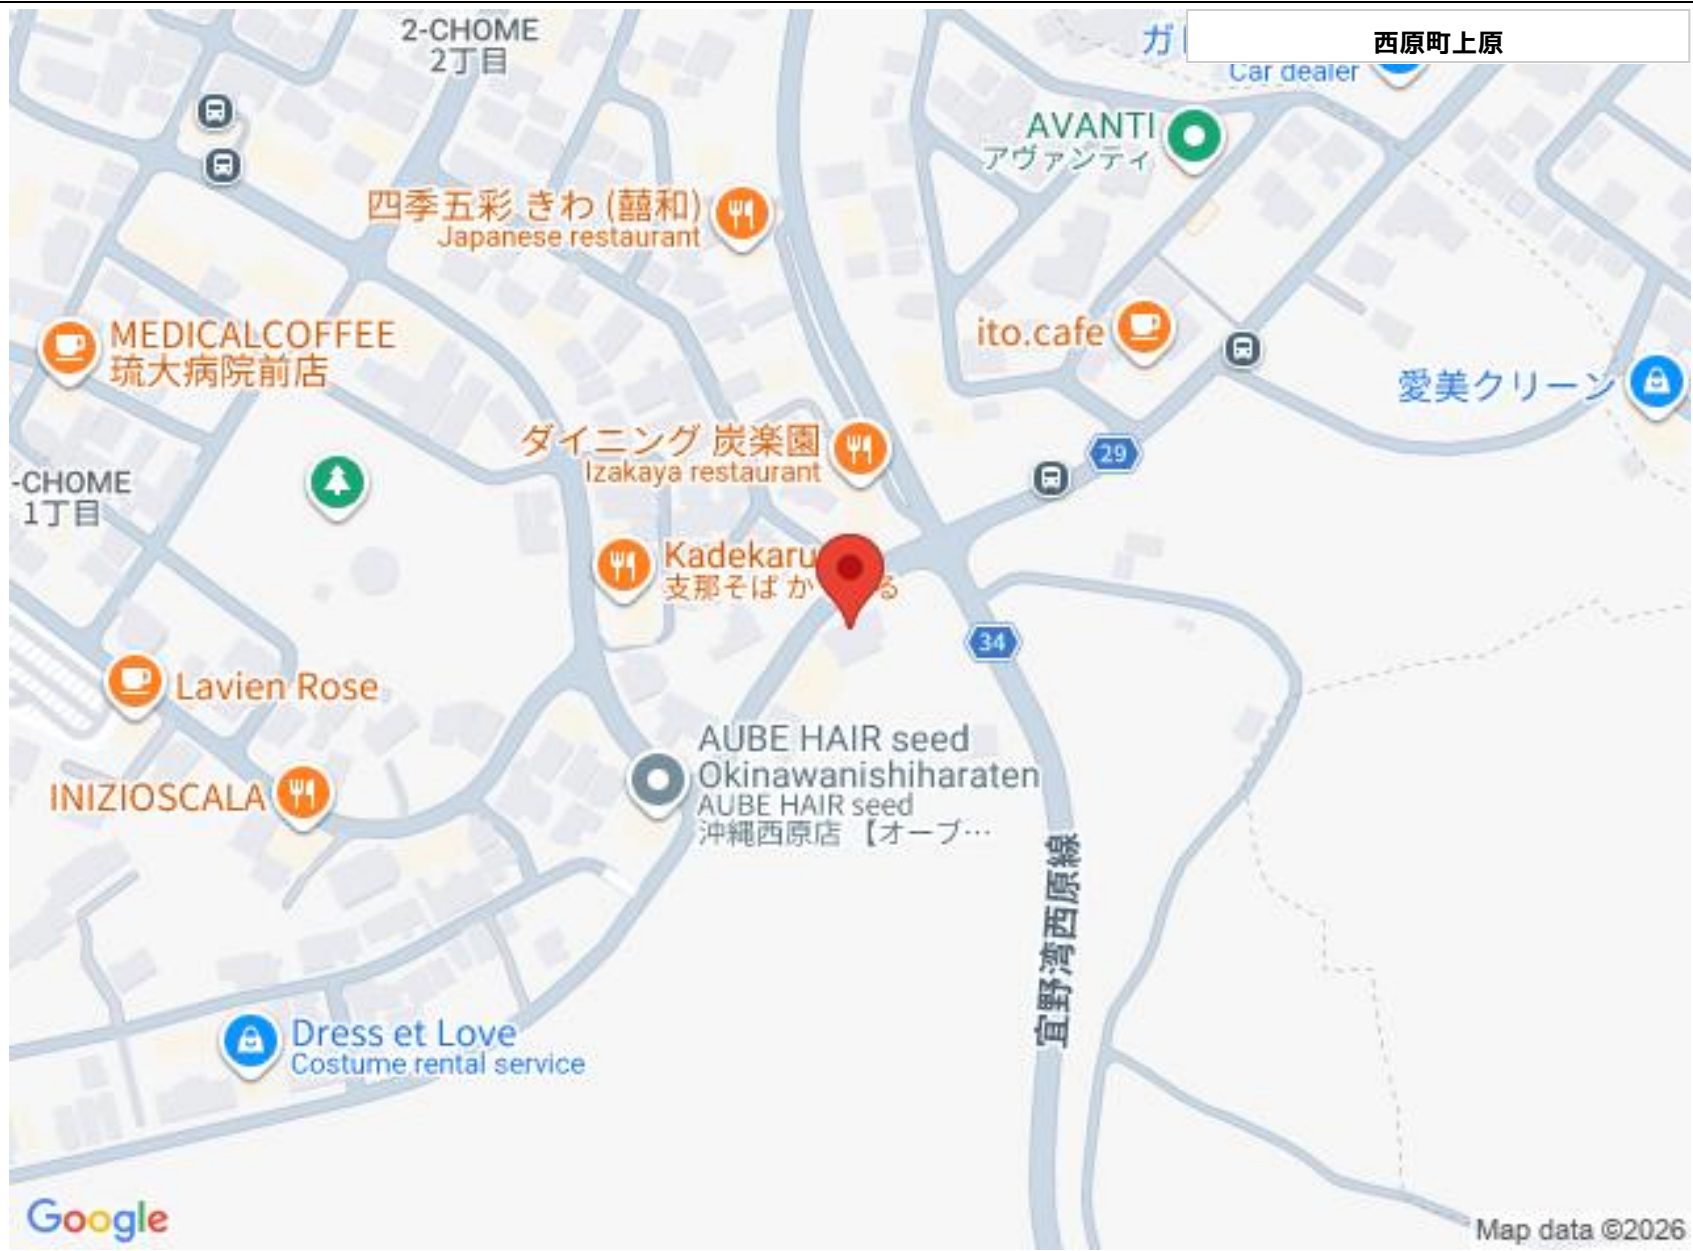 2-CHOME
2丁目
西原町上原
ガ
Car dealer
AVANTI
アヴァンティ
四季五彩 きわ (囍和)
Japanese restaurant
MEDICALCOFFEE
琉大病院前店
ito.cafe
愛美クリーン
ダイニング 炭楽園
Izakaya restaurant
29
-CHOME
1丁目
Kadekaru
支那そば か
る
34
Lavien Rose
AUBE HAIR seed
Okinawanishiharaten
AUBE HAIR seed
沖縄西原店 【オーブ…
INIZIOSCALA
宜野湾西原線
Dress et Love
Costume rental service
Google
Map data ©2026